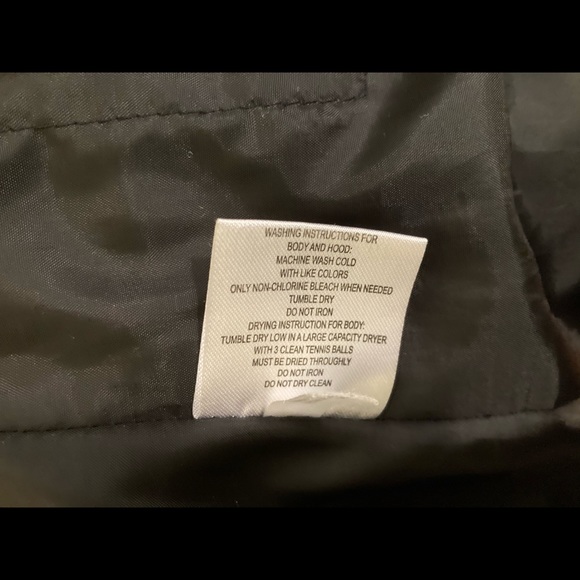 WASHING INSTRUCTIONS FOR
BODY AND HOOD:
MACHINE WASH COLD
WITH LIKE COLORS
ONLY NON-CHLORINE BLEACH WHEN NEEDED
TUMBLE DRY
DO NOT IRON
DRYING INSTRUCTION FOR BODY:
TUMBLE DRY LOW IN A LARGE CAPACITY DRYER
WITH 3 CLEAN TENNIS BALLS
MUST BE DRIED THROUGHLY
DO NOT IRON
DO NOT DRY CLEAN